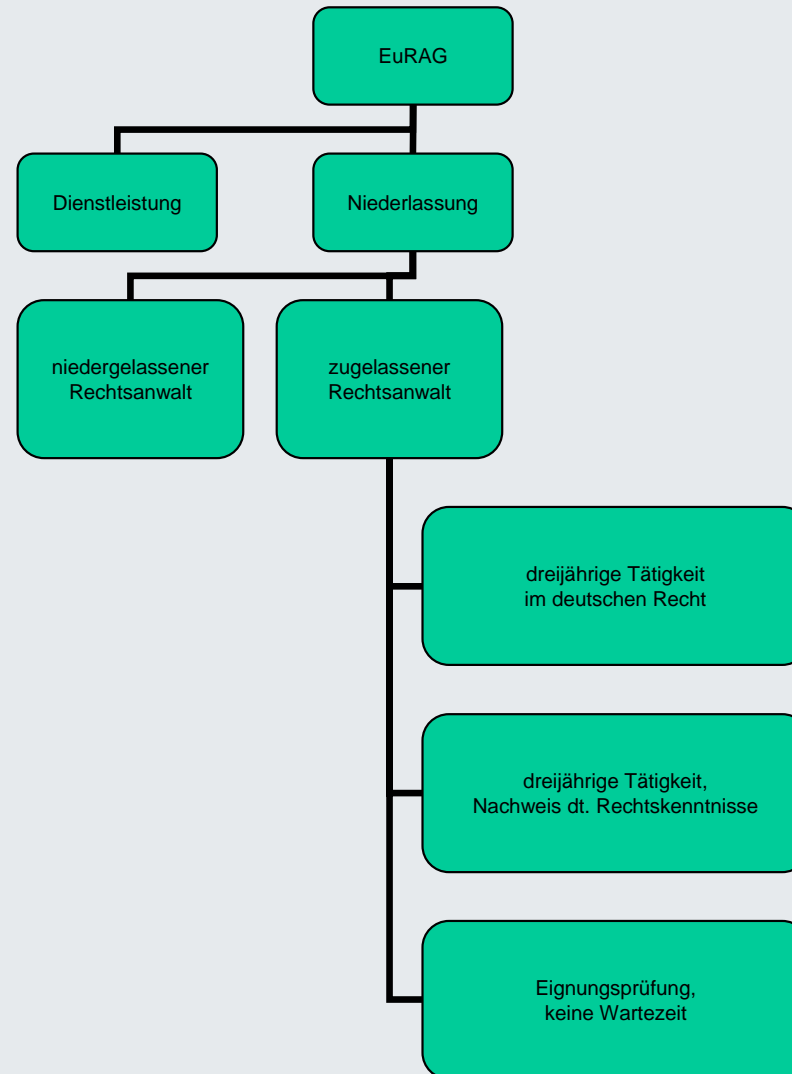 EuRAG
Dienstleistung
Niederlassung
niedergelassener
Rechtsanwalt
zugelassener
Rechtsanwalt
dreijährige Tätigkeit
im deutschen Recht
dreijährige Tätigkeit,
Nachweis dt. Rechtskenntnisse
Eignungsprüfung,
keine Wartezeit